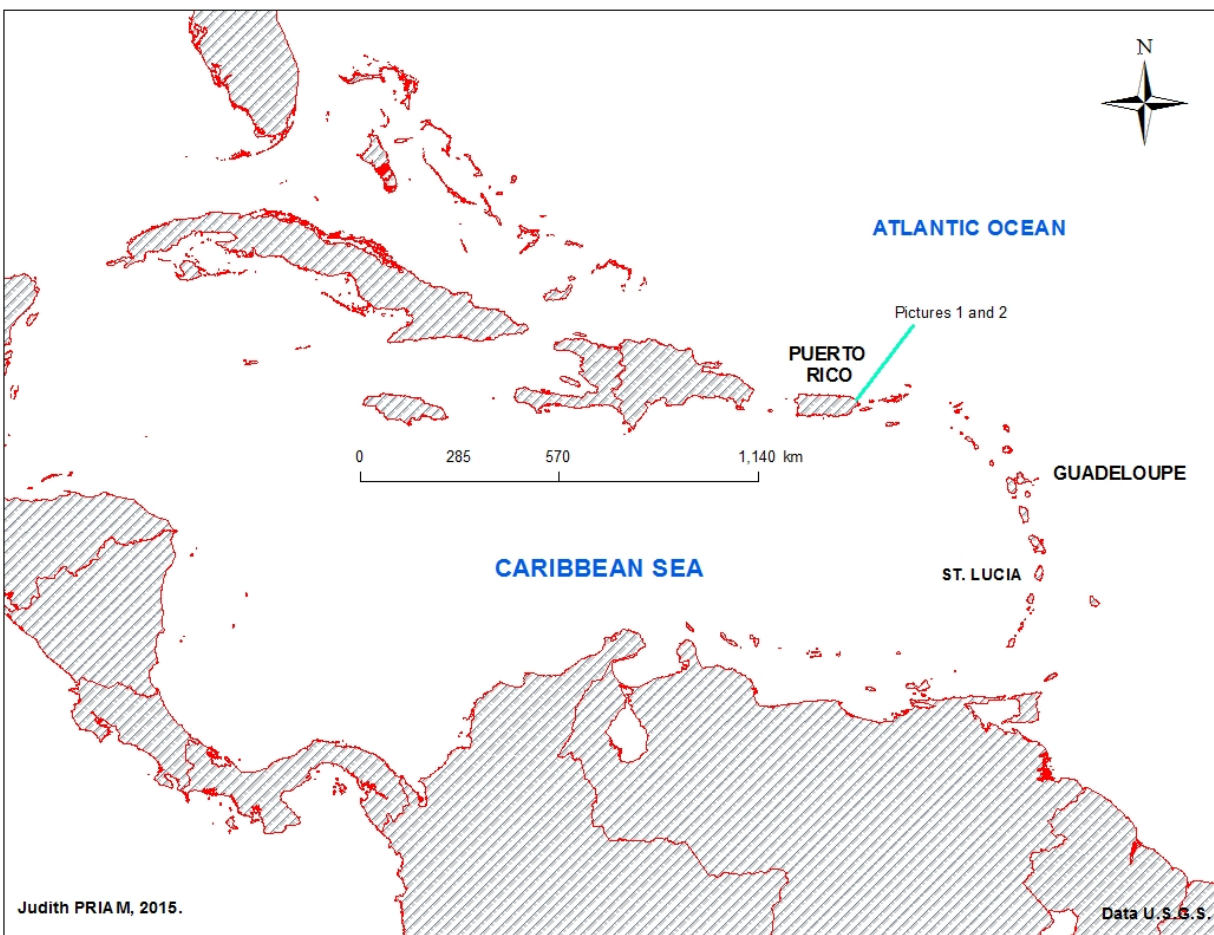 N
ATLANTIC OCEAN
Pictures 1 and 2
PUERTO
RICO
0 285 570 1,140 km
GUADELOUPE
CARIBBEAN SEA
ST. LUCIA
Judith PRIAM, 2015.
Data U.S.G.S.